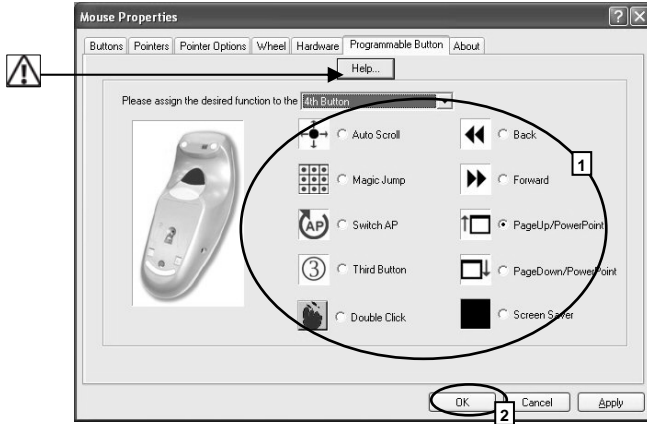 Mouse Properties
Buttons Pointers Pointer Options Wheel Hardware Programmable Button About
Help...
Please assign the desired function to the 4th Button
Auto Scroll Back
1
Magic Jump Forward
AP Switch AP PageUp/PowerPoint
3 Third Button PageDown/PowerPoint
Double Click Screen Saver
OK Cancel Apply
2